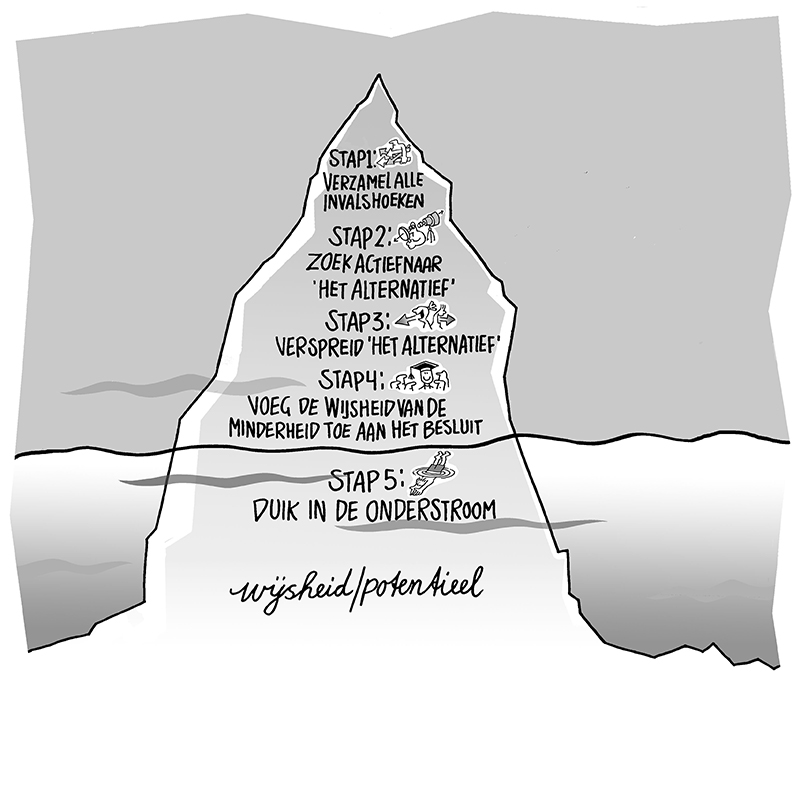 STAP1:
VERZAMEL ALLE
INVALSHOEKEN
STAP2:
ZOEK ACTIEF NAAR
'HET ALTERNATIEF'
STAP3:
VERSPREID 'HET ALTERNATIEF'
STAP4:
VOEG DE WIJSHEID VAN DE
MINDERHEID TOE AAN HET BESLUIT
STAP 5:
DUIK IN DE ONDERSTROOM
wijsheid/potentieel